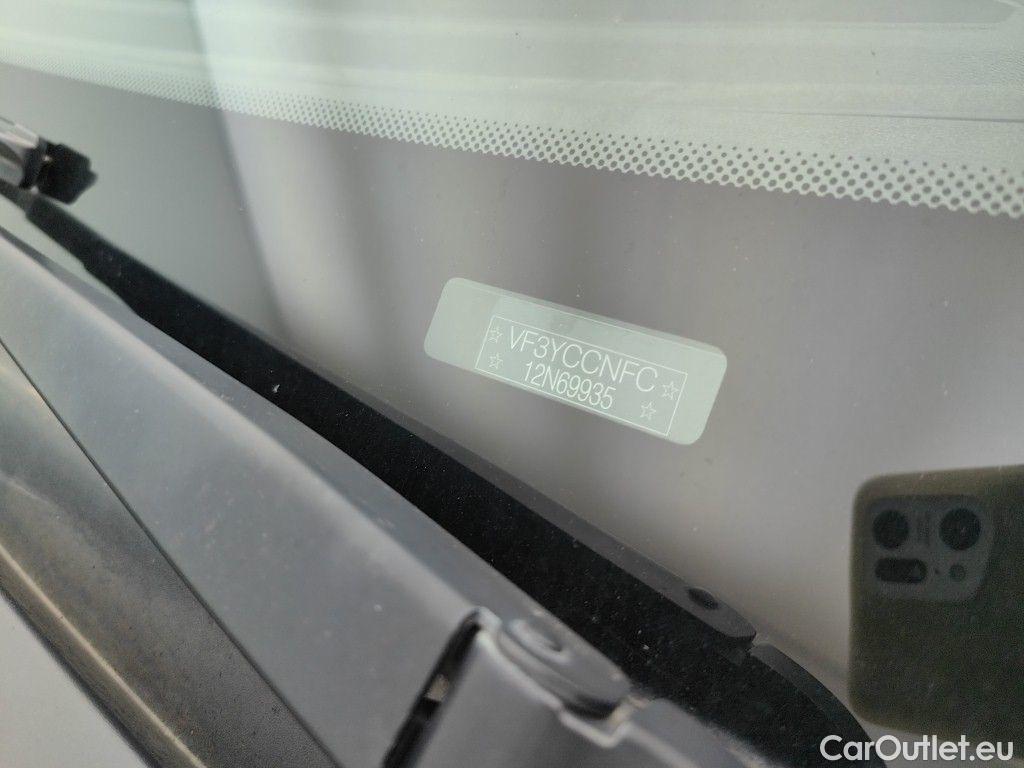 ☆ VF3YCCNFC ☆
☆ 12N69935 ☆
CarOutlet.eu